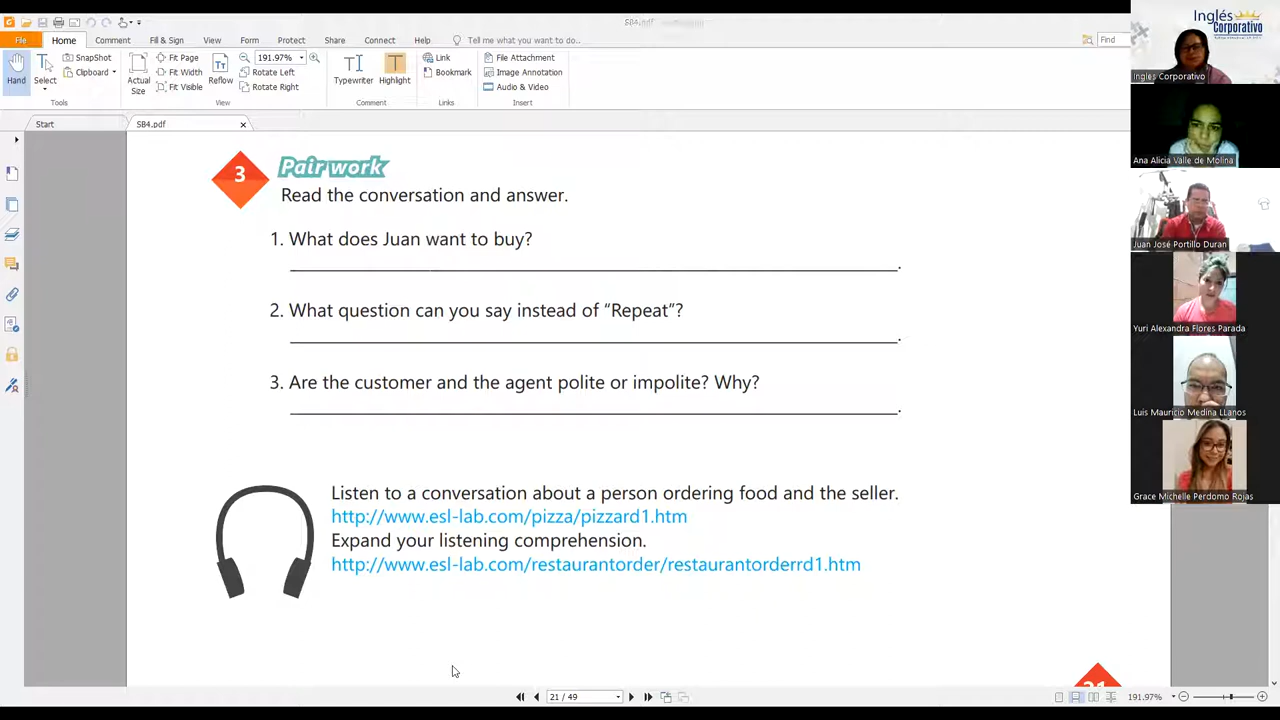 SB4.pdf
File Home Comment Fill & Sign View Form Protect Share Connect Help Tell me what you want to do.. Find
Hand Select SnapShot Clipboard Actual Size Fit Page Fit Width Fit Visible Reflow 191.97% Rotate Left Rotate Right Typewriter Highlight Link Bookmark File Attachment Image Annotation Audio & Video
Tools View Comment Links Insert
Start SB4.pdf
3 Pair work
Read the conversation and answer.
1. What does Juan want to buy?
2. What question can you say instead of “Repeat”?
3. Are the customer and the agent polite or impolite? Why?
Listen to a conversation about a person ordering food and the seller.
http://www.esl-lab.com/pizza/pizzard1.htm
Expand your listening comprehension.
http://www.esl-lab.com/restaurantorder/restaurantorderrd1.htm
21
21 / 49 191.97%
Inglés Corporativo
Ingles Corporativo
Ana Alicia Valle de Molina
Juan José Portillo Duran
Yuri Alexandra Flores Parada
Luis Mauricio Medina LLanos
Grace Michelle Perdomo Rojas